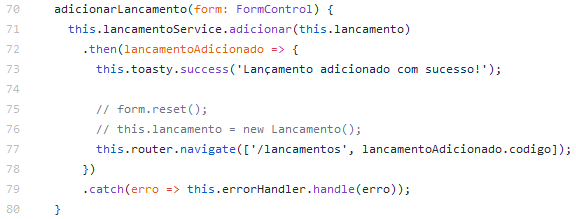 70 adicionarLancamento(form: FormControl) {
71 this.lancamentoService.adicionar(this.lancamento)
72 .then(lancamentoAdicionado => {
73 this.toasty.success('Lançamento adicionado com sucesso!');
74
75 // form.reset();
76 // this.lancamento = new Lancamento();
77 this.router.navigate(['/lancamentos', lancamentoAdicionado.codigo]);
78 })
79 .catch(erro => this.errorHandler.handle(erro));
80 }